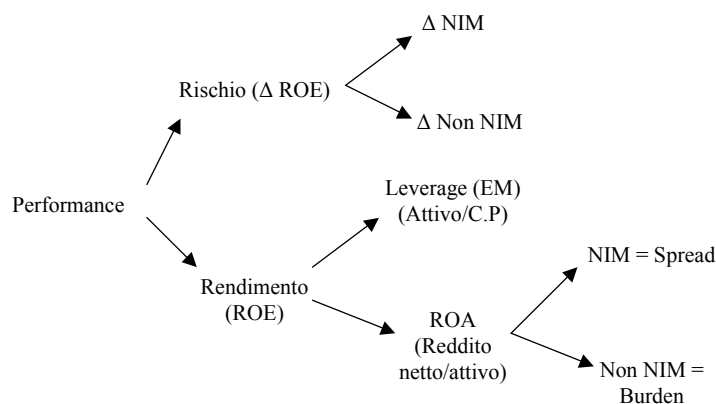 Δ NIM
Rischio (Δ ROE)
Δ Non NIM
Performance
Leverage (EM)
(Attivo/C.P)
Rendimento
(ROE)
NIM = Spread
ROA
(Reddito
netto/attivo)
Non NIM =
Burden